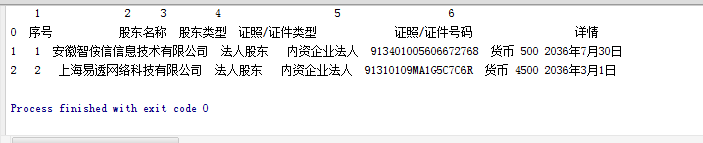 1 2 3 4 5 6
0 序号 股东名称 股东类型 证照/证件类型 证照/证件号码 详情
1 1 安徽智侒信信息技术有限公司 法人股东 内资企业法人 913401005606672768 货币 500 2036年7月30日
2 2 上海易透网络科技有限公司 法人股东 内资企业法人 91310109MA1G5C7C6R 货币 4500 2036年3月1日
Process finished with exit code 0